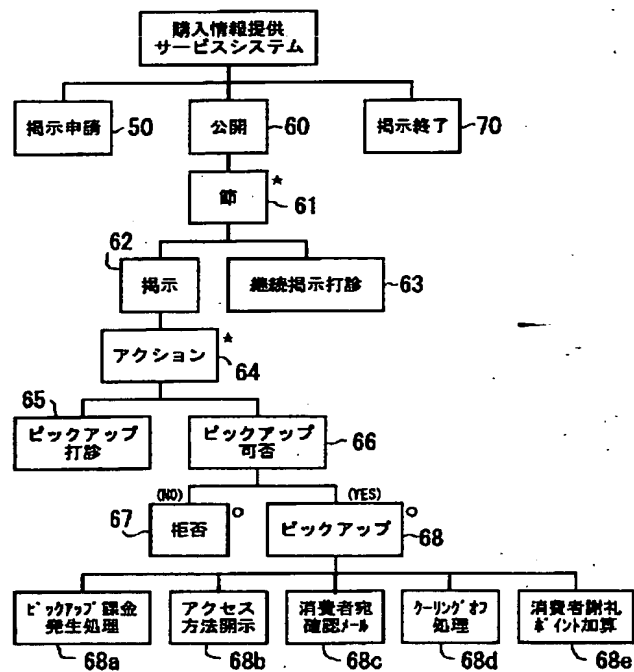 購入情報提供
サービスシステム
掲示申請
50
公開
60
掲示終了
70
節
★
61
62
掲示
継続掲示打診
63
アクション
★
64
65
ピックアップ
打診
ピックアップ
可否
66
(NO)
(YES)
67
拒否
ピックアップ
68
ピックアップ課金
発生処理
アクセス
方法開示
消費者宛
確認メール
クーリングオフ
処理
消費者謝礼
ポイント加算
68a
68b
68c
68d
68e